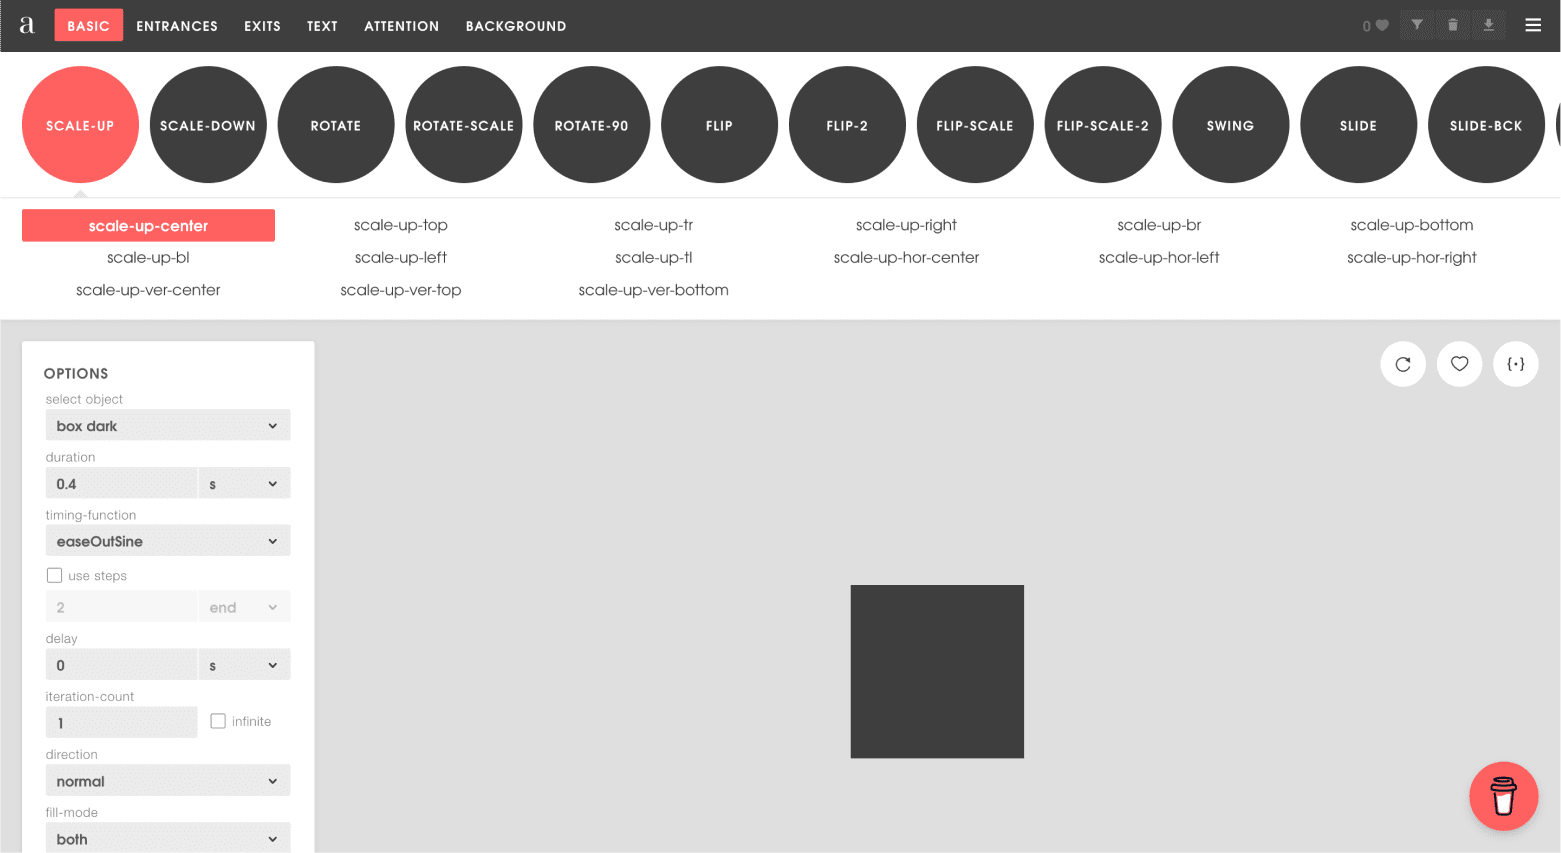 a BASIC ENTRANCES EXITS TEXT ATTENTION BACKGROUND 0
SCALE-UP SCALE-DOWN ROTATE ROTATE-SCALE ROTATE-90 FLIP FLIP-2 FLIP-SCALE FLIP-SCALE-2 SWING SLIDE SLIDE-BCK
scale-up-center scale-up-top scale-up-tr scale-up-right scale-up-br scale-up-bottom
scale-up-bl scale-up-left scale-up-tl scale-up-hor-center scale-up-hor-left scale-up-hor-right
scale-up-ver-center scale-up-ver-top scale-up-ver-bottom
OPTIONS
select object
box dark
duration
0.4 s
timing-function
easeOutSine
use steps
2 end
delay
0 s
iteration-count
1 infinite
direction
normal
fill-mode
both
{·}